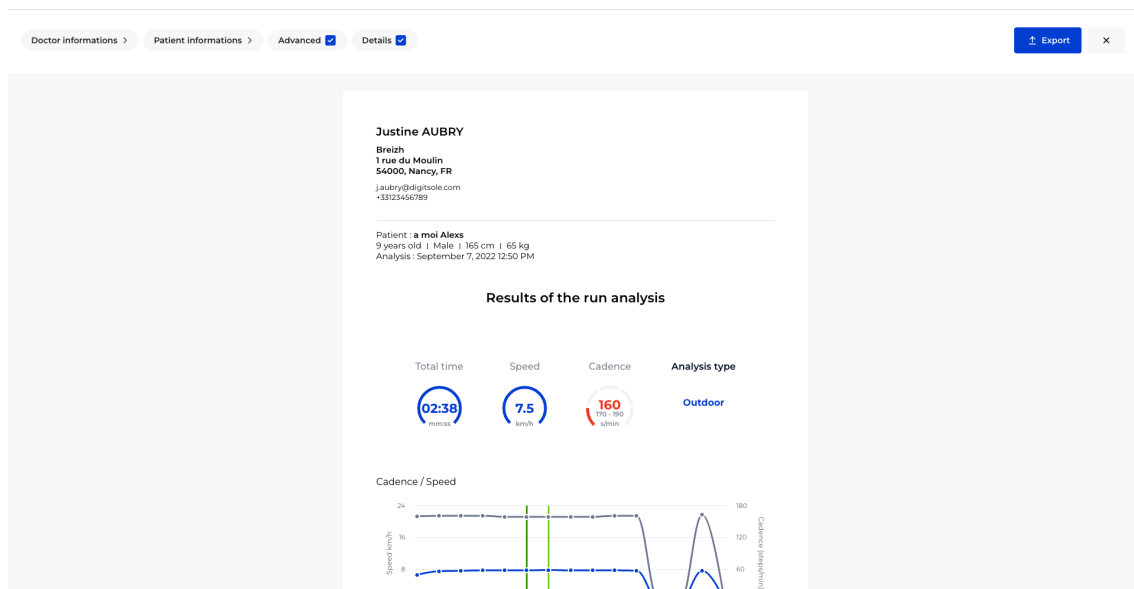 Doctor informations >
Patient informations >
Advanced
Details
Export
×
Justine AUBRY
Breizh
1 rue du Moulin
54000, Nancy, FR
j.aubry@digitsole.com
+33123456789
Patient : a moi Alexs
9 years old | Male | 165 cm | 65 kg
Analysis : September 7, 2022 12:50 PM
Results of the run analysis
Total time
Speed
Cadence
Analysis type
02:38
mm:ss
7.5
km/h
160
170 - 190
s/min
Outdoor
Cadence / Speed
24
16
8
Speed km/h
180
120
60
Cadence (steps/min)